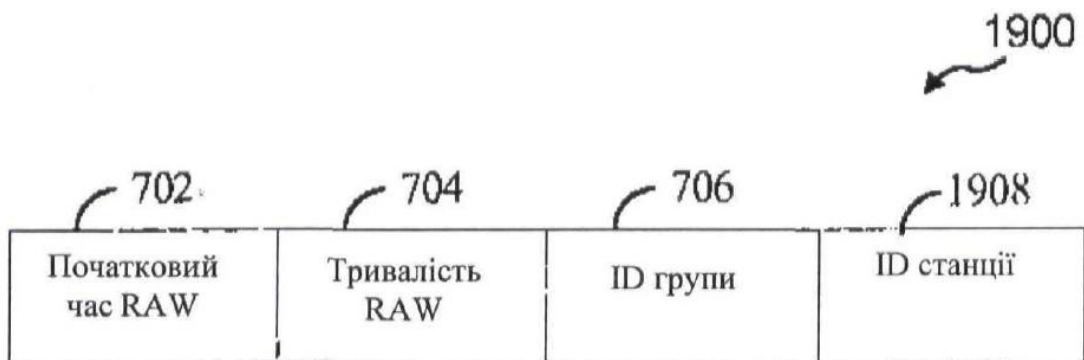 1900
702 704 706 1908
Початковий час RAW
Тривалість RAW
ID групи
ID станції